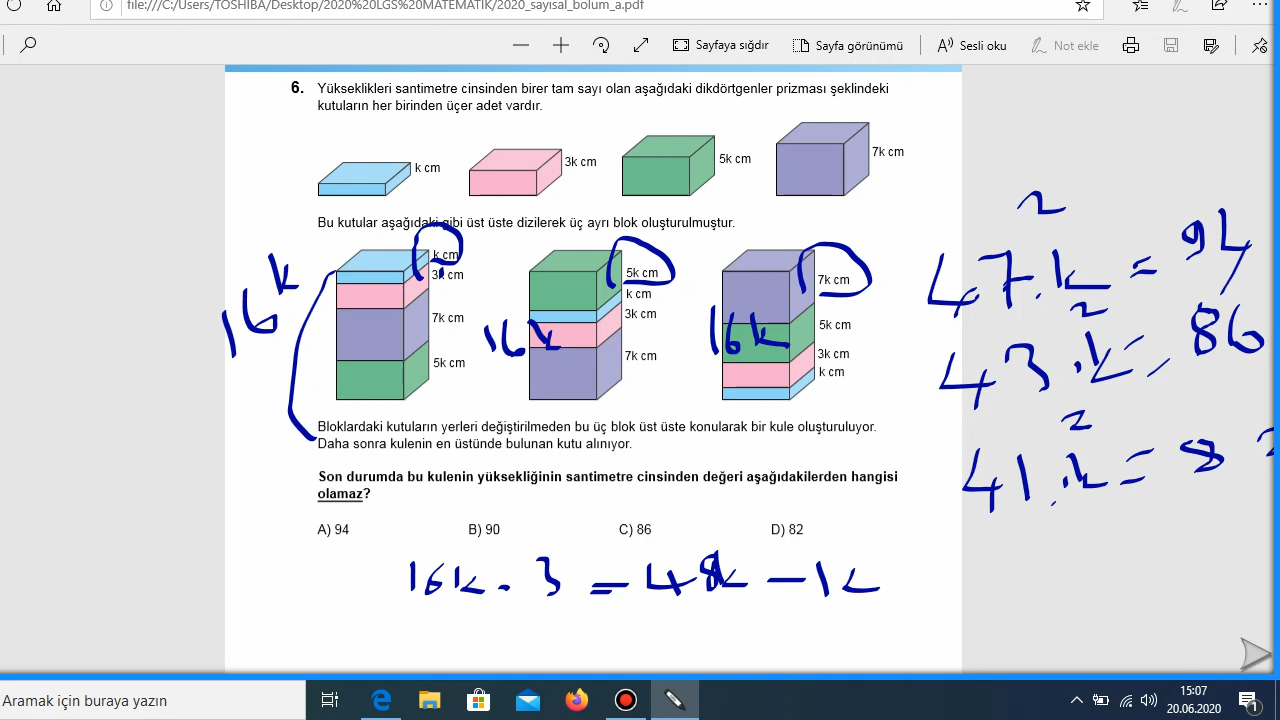 file:///C:/Users/TOSHIBA/Desktop/2020%20LGS%20MATEMATIK/2020_sayisal_bolum_a.pdf
Sayfaya sığdır
Sayfa görünümü
A Sesli oku
Not ekle
6. Yükseklikleri santimetre cinsinden birer tam sayı olan aşağıdaki dikdörtgenler prizması şeklindeki
kutuların her birinden üçer adet vardır.
k cm
3k cm
5k cm
7k cm
Bu kutular aşağıdaki gibi üst üste dizilerek üç ayrı blok oluşturulmuştur.
16k
k cm
3k cm
7k cm
5k cm
16k
5k cm
k cm
3k cm
7k cm
16k
7k cm
5k cm
3k cm
k cm
2
47.k = 94
2
43.k = 86
2
41.k = 8
Bloklardaki kutuların yerleri değiştirilmeden bu üç blok üst üste konularak bir kule oluşturuluyor.
Daha sonra kulenin en üstünde bulunan kutu alınıyor.
Son durumda bu kulenin yüksekliğinin santimetre cinsinden değeri aşağıdakilerden hangisi
olamaz?
A) 94
B) 90
C) 86
D) 82
16k . 3 = 48k - 1k
Aramak için buraya yazın
15:07
20.06.2020
1